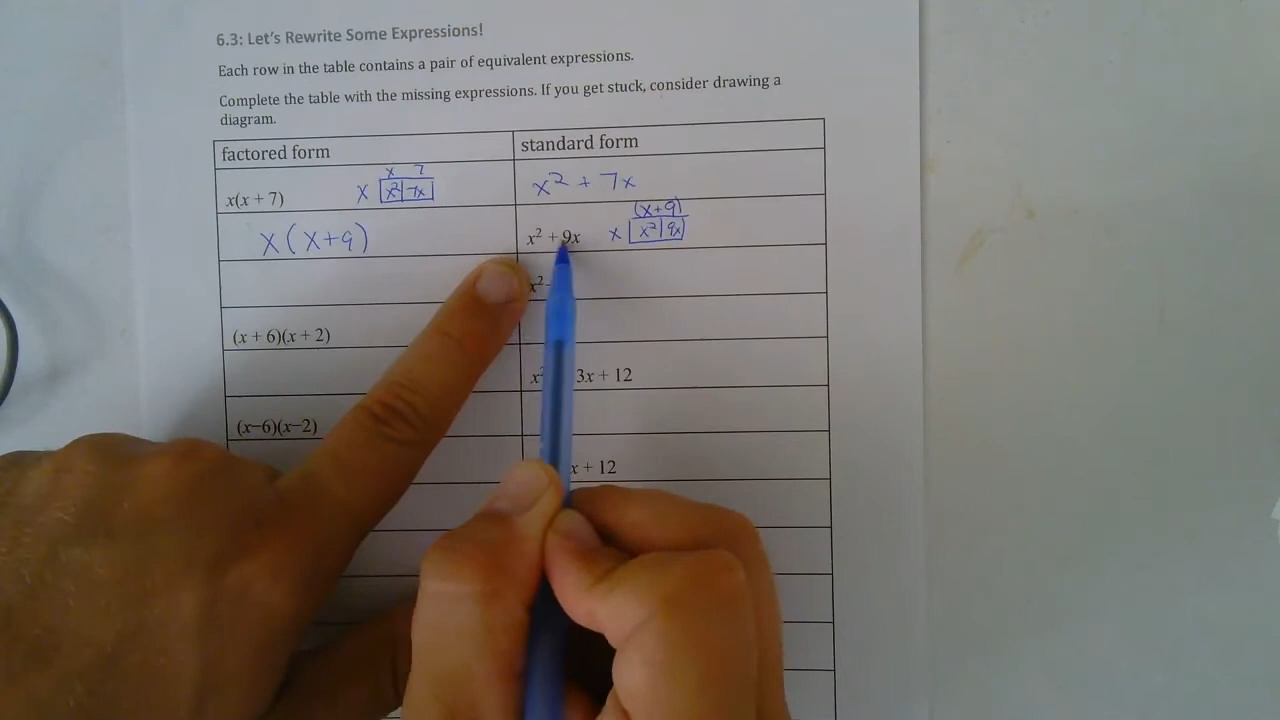 6.3: Let's Rewrite Some Expressions!
Each row in the table contains a pair of equivalent expressions.
Complete the table with the missing expressions. If you get stuck, consider drawing a
diagram.
factored form standard form
x 7
x(x + 7) x x² 7x x² + 7x
(x+9)
x(x+9) x² + 9x x x² 9x
x²
(x + 6)(x + 2)
x² 3x + 12
(x−6)(x−2)
x + 12